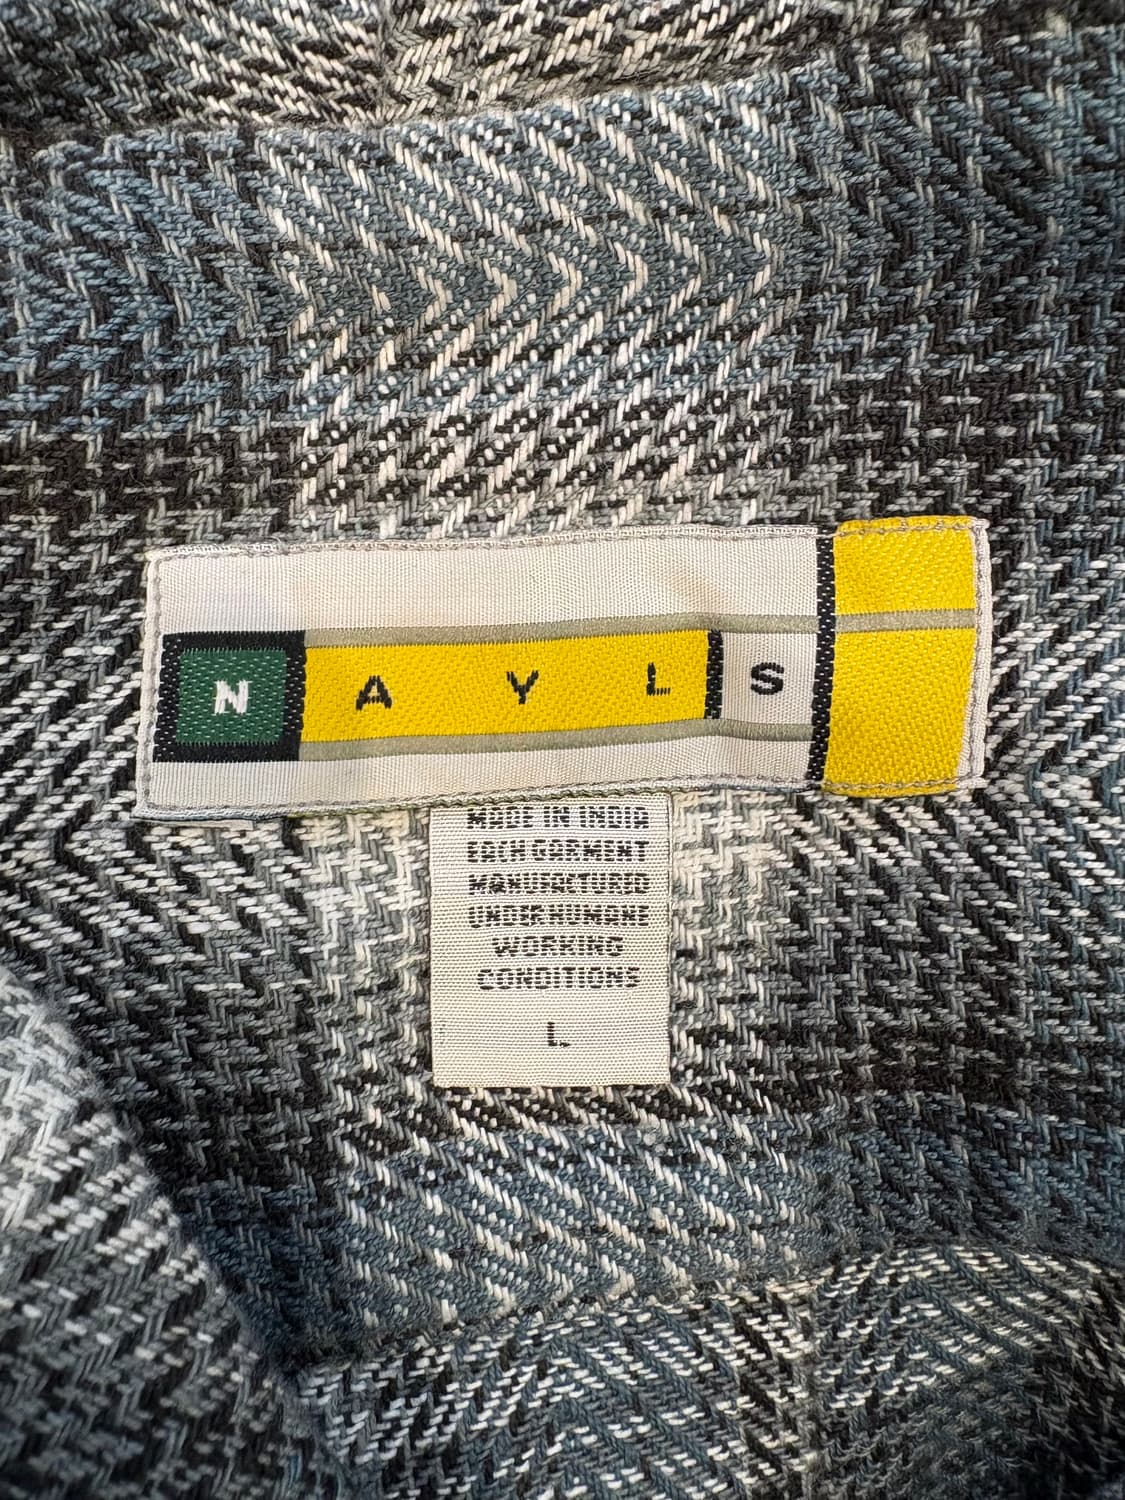 N A Y L S
MADE IN INDIA
EACH GARMENT
MANUFACTURED
UNDER HUMANE
WORKING
CONDITIONS
L